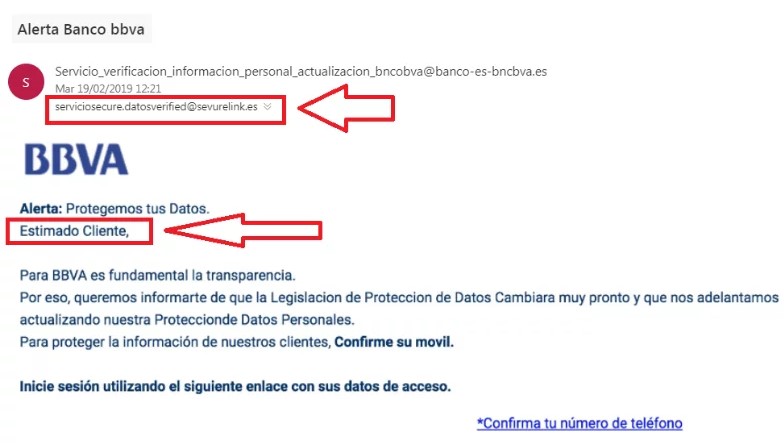 Alerta Banco bbva
S
Servicio_verificacion_informacion_personal_actualizacion_bncobva@banco-es-bncbva.es
Mar 19/02/2019 12:21
serviciosecure.datosverified@sevurelink.es
BBVA
Alerta: Protegemos tus Datos.
Estimado Cliente,
Para BBVA es fundamental la transparencia.
Por eso, queremos informarte de que la Legislacion de Proteccion de Datos Cambiara muy pronto y que nos adelantamos
actualizando nuestra Proteccionde Datos Personales.
Para proteger la información de nuestros clientes, Confirme su movil.
Inicie sesión utilizando el siguiente enlace con sus datos de acceso.
*Confirma tu número de teléfono